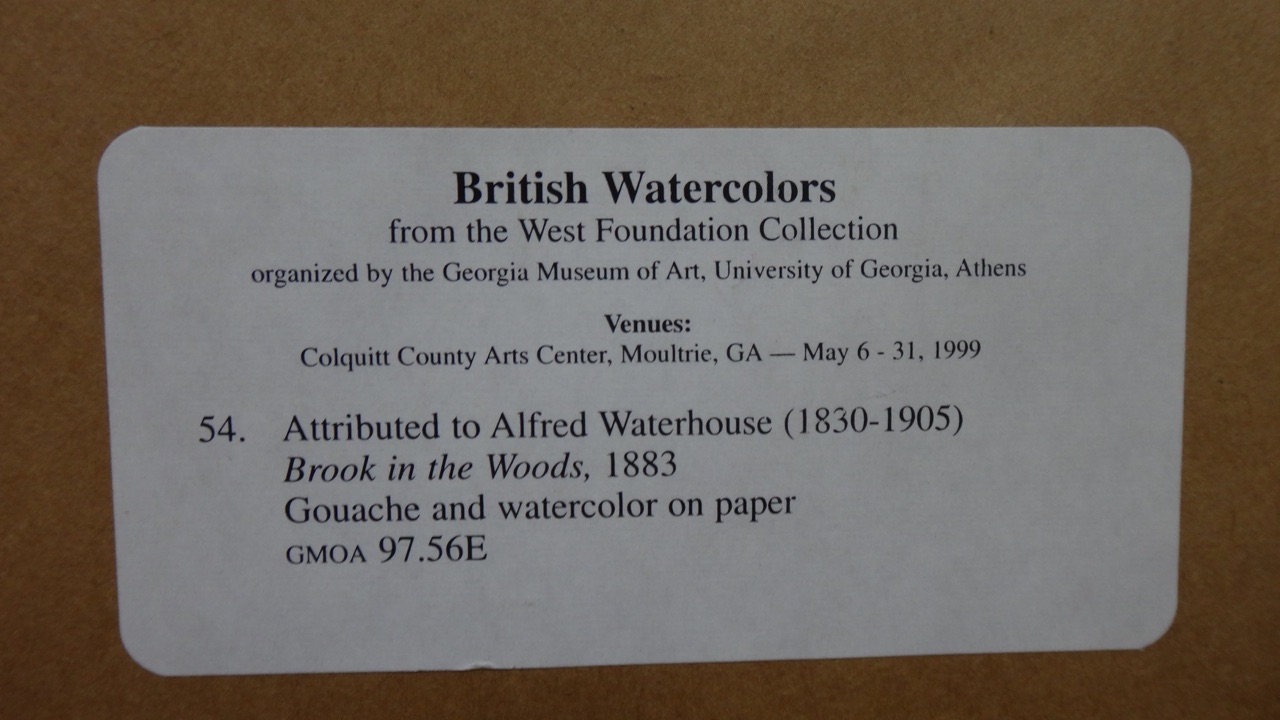 British Watercolors
from the West Foundation Collection
organized by the Georgia Museum of Art, University of Georgia, Athens
Venues:
Colquitt County Arts Center, Moultrie, GA — May 6 - 31, 1999
54. Attributed to Alfred Waterhouse (1830-1905)
Brook in the Woods, 1883
Gouache and watercolor on paper
GMOA 97.56E